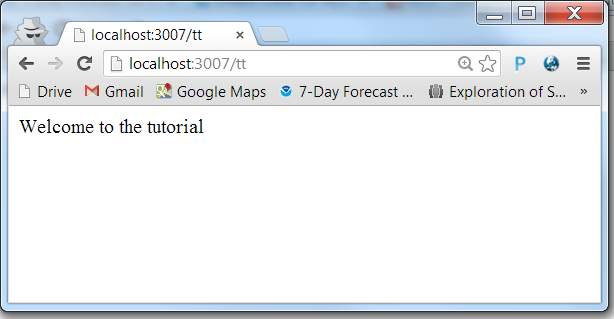 localhost:3007/tt
localhost:3007/tt
P
Drive Gmail Google Maps 7-Day Forecast ... Exploration of S... »
Welcome to the tutorial